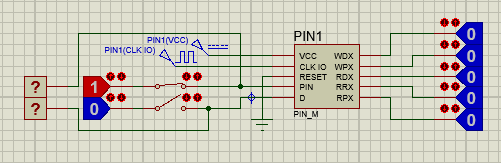 PIN1
PIN1(VCC)
PIN1(CLK IO)
VCC WDX
CLK IO WPX
RESET RDX
PIN RRX
D RPX
PIN_M
? 1
? 0
0
0
0
0
0